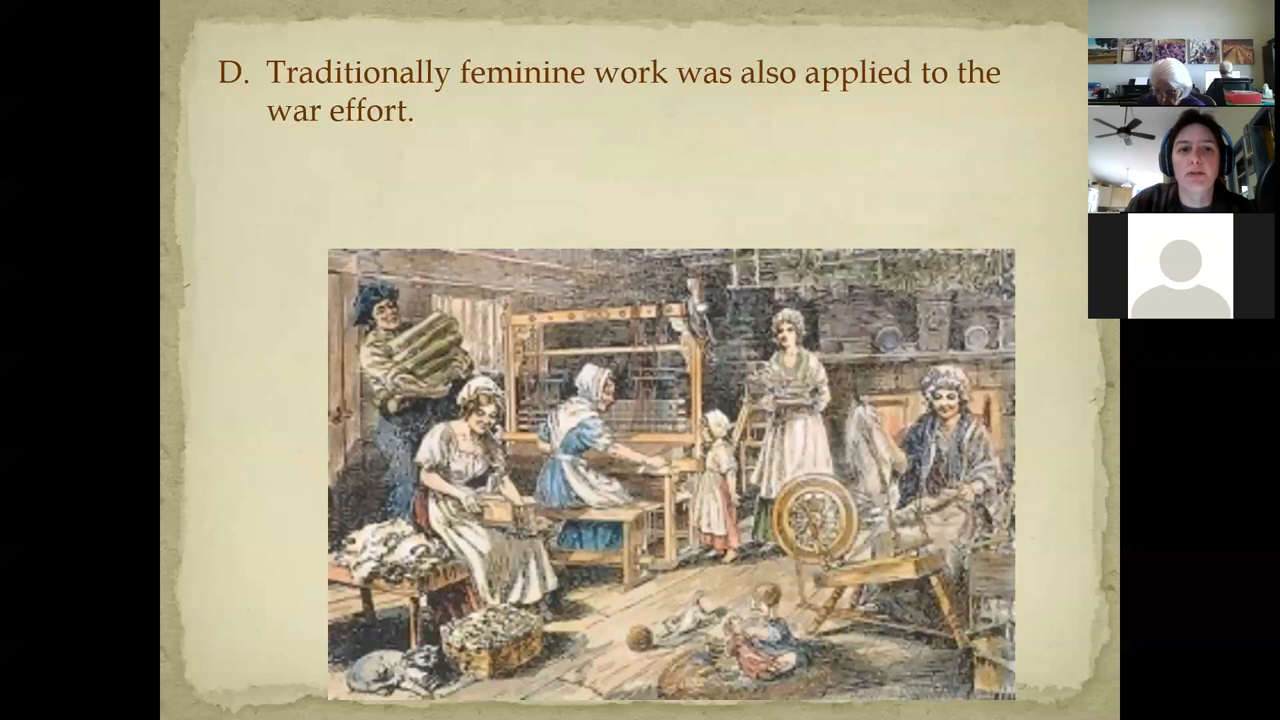 D. Traditionally feminine work was also applied to the
war effort.